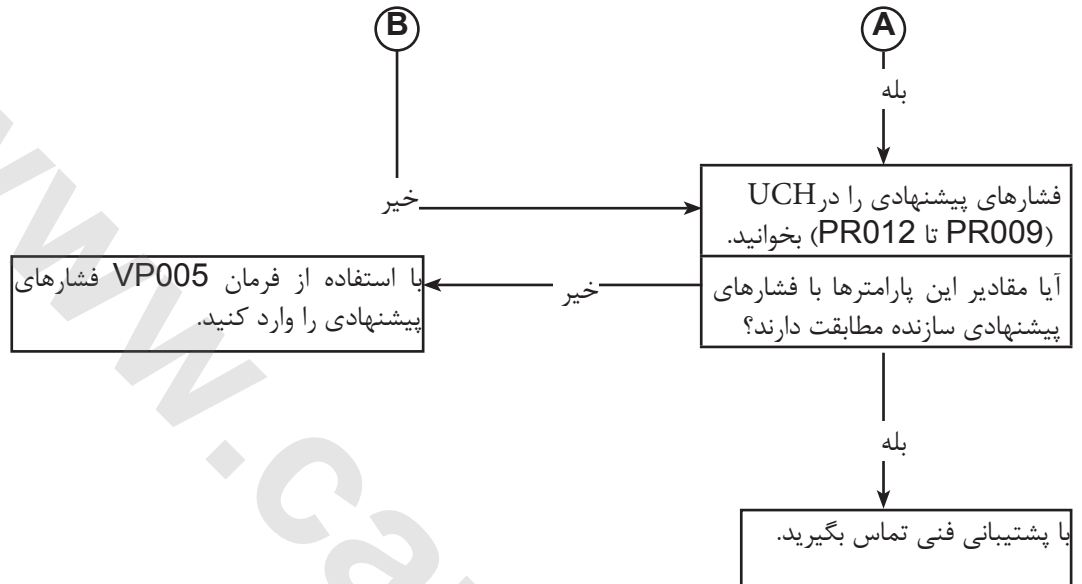 A
B
بله
فشارهای پیشنهادی را در UCH
(PR009 تا PR012) بخوانید.
خیر
آیا مقادیر این پارامترها با فشارهای
پیشنهادی سازنده مطابقت دارند؟
خیر
با استفاده از فرمان VP005 فشارهای
پیشنهادی را وارد کنید.
بله
با پشتیبانی فنی تماس بگیرید.
www.ca